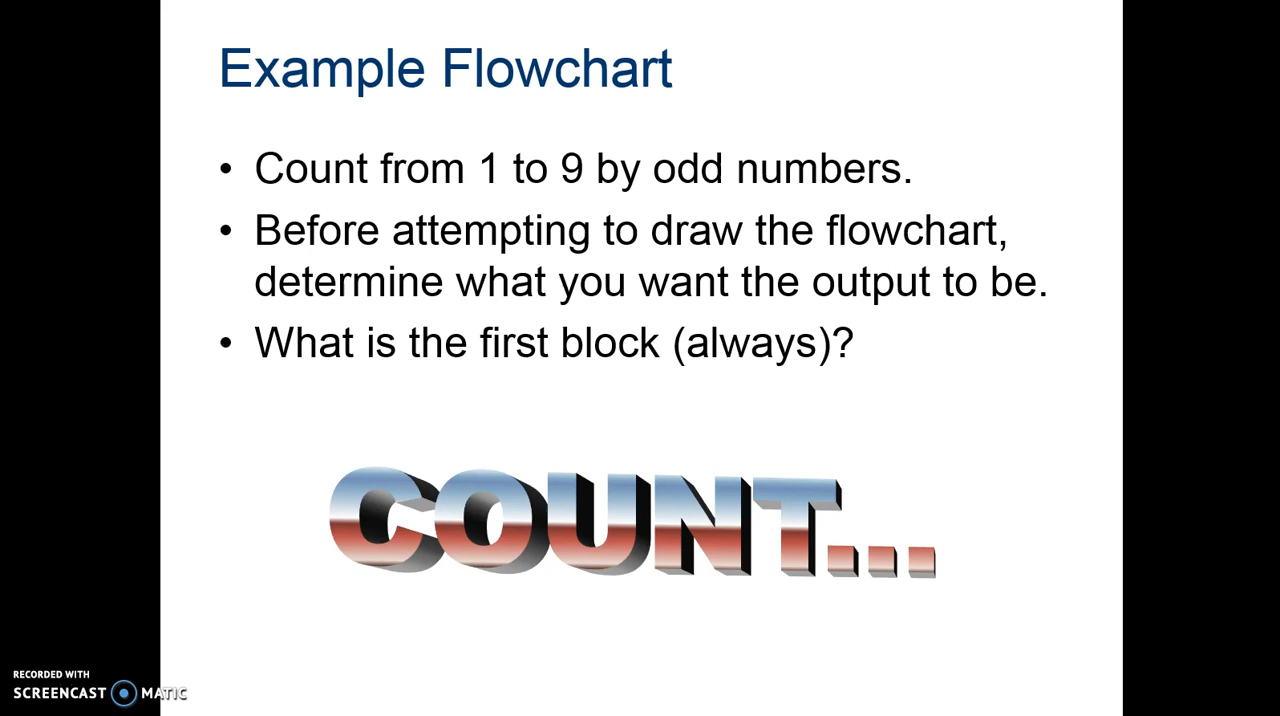 Example Flowchart
• Count from 1 to 9 by odd numbers.
• Before attempting to draw the flowchart,
determine what you want the output to be.
• What is the first block (always)?
COUNT...
RECORDED WITH
SCREENCAST MATIC